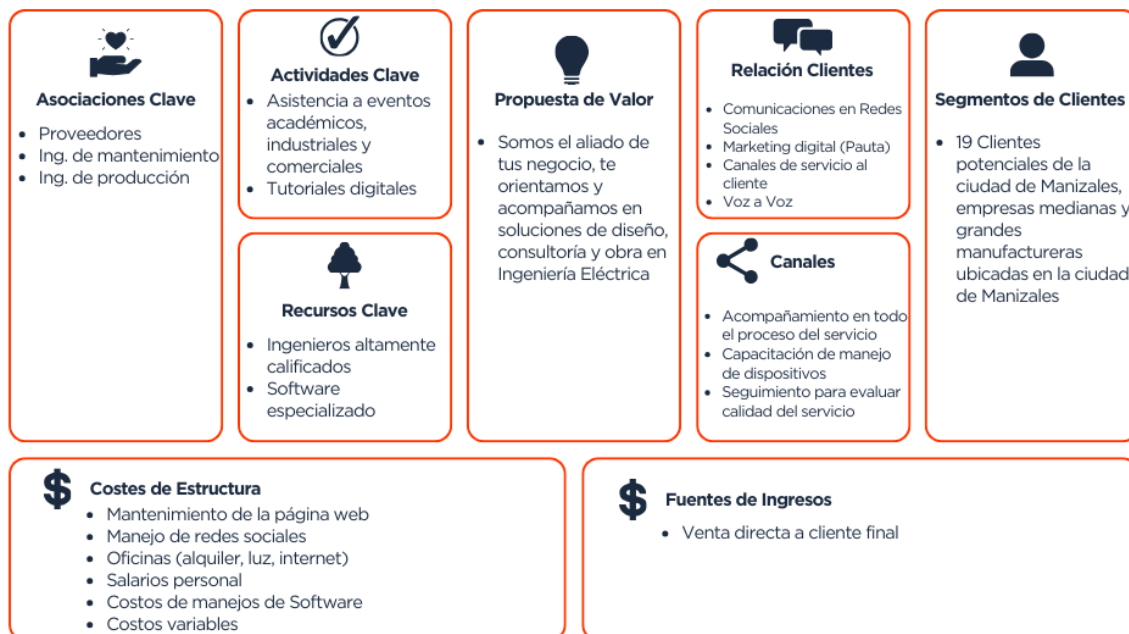 Asociaciones Clave
• Proveedores
• Ing. de mantenimiento
• Ing. de producción
Actividades Clave
• Asistencia a eventos
académicos,
industriales y
comerciales
• Tutoriales digitales
Recursos Clave
• Ingenieros altamente
calificados
• Software
especializado
Propuesta de Valor
• Somos el aliado de
tus negocio, te
orientamos y
acompañamos en
soluciones de diseño,
consultoría y obra en
Ingeniería Eléctrica
Relación Clientes
• Comunicaciones en Redes
Sociales
• Marketing digital (Pauta)
• Canales de servicio al
cliente
• Voz a Voz
Canales
• Acompañamiento en todo
el proceso del servicio
• Capacitación de manejo
de dispositivos
• Seguimiento para evaluar
calidad del servicio
Segmentos de Clientes
• 19 Clientes
potenciales de la
ciudad de Manizales,
empresas medianas y
grandes
manufactureras
ubicadas en la ciudad
de Manizales
$ Costes de Estructura
• Mantenimiento de la página web
• Manejo de redes sociales
• Oficinas (alquiler, luz, internet)
• Salarios personal
• Costos de manejos de Software
• Costos variables
$ Fuentes de Ingresos
• Venta directa a cliente final